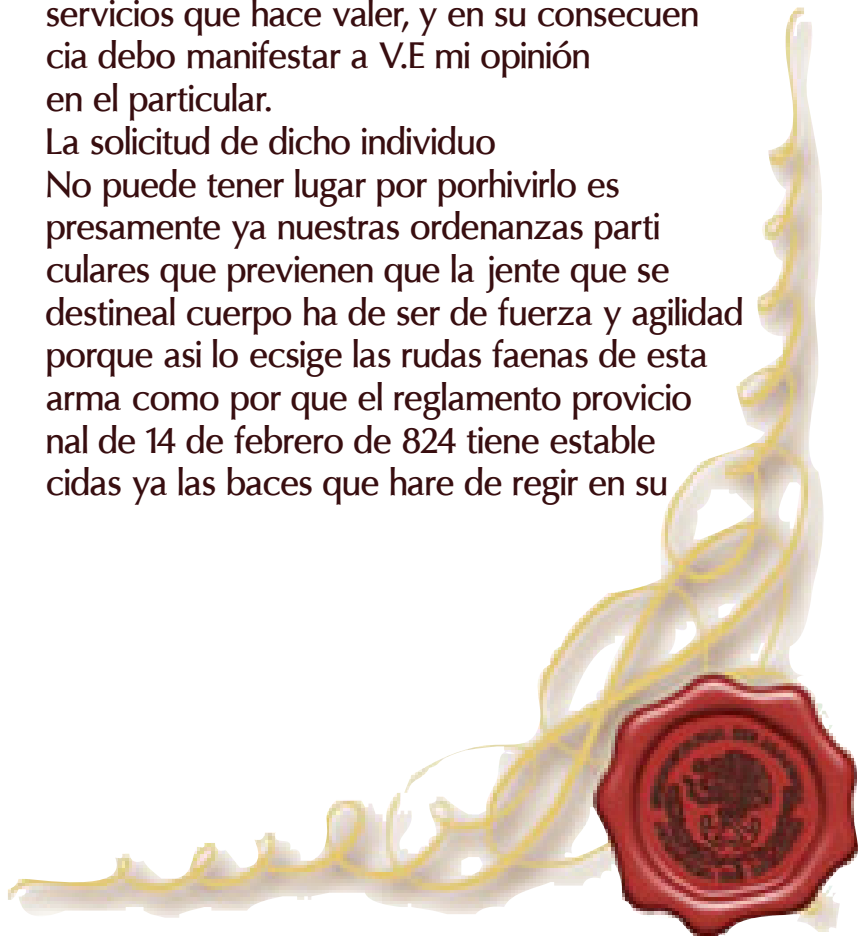 servicios que hace valer, y en su consecuen
cia debo manifestar a V.E mi opinión
en el particular.
La solicitud de dicho individuo
No puede tener lugar por porhivirlo es
presamente ya nuestras ordenanzas parti
culares que previenen que la jente que se
destineal cuerpo ha de ser de fuerza y agilidad
porque asi lo ecsige las rudas faenas de esta
arma como por que el reglamento provicio
nal de 14 de febrero de 824 tiene estable
cidas ya las baces que hare de regir en su